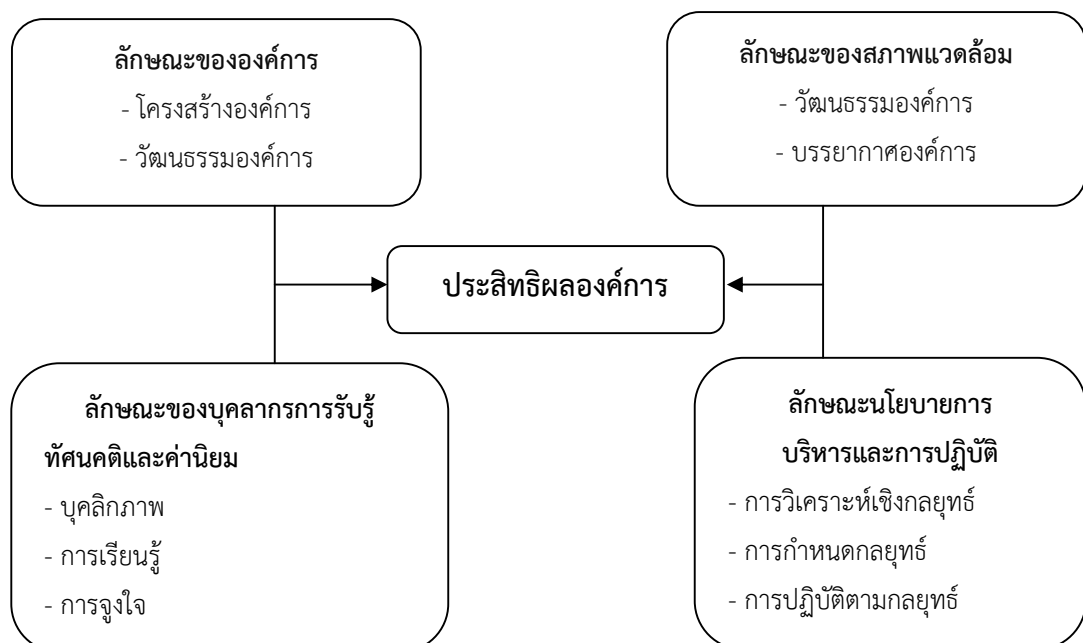 ลักษณะขององค์การ
- โครงสร้างองค์การ
- วัฒนธรรมองค์การ
ลักษณะของสภาพแวดล้อม
- วัฒนธรรมองค์การ
- บรรยากาศองค์การ
ประสิทธิผลองค์การ
ลักษณะของบุคลากรการรับรู้
ทัศนคติและค่านิยม
- บุคลิกภาพ
- การเรียนรู้
- การจูงใจ
ลักษณะนโยบายการ
บริหารและการปฏิบัติ
- การวิเคราะห์เชิงกลยุทธ์
- การกำหนดกลยุทธ์
- การปฏิบัติตามกลยุทธ์